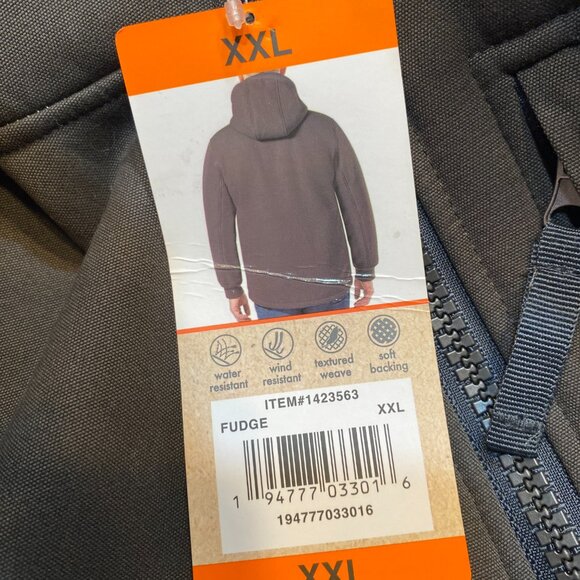 XXL
water resistant
wind resistant
textured weave
soft backing
ITEM#1423563
FUDGE XXL
1 94777 03301 6
194777033016
XXL